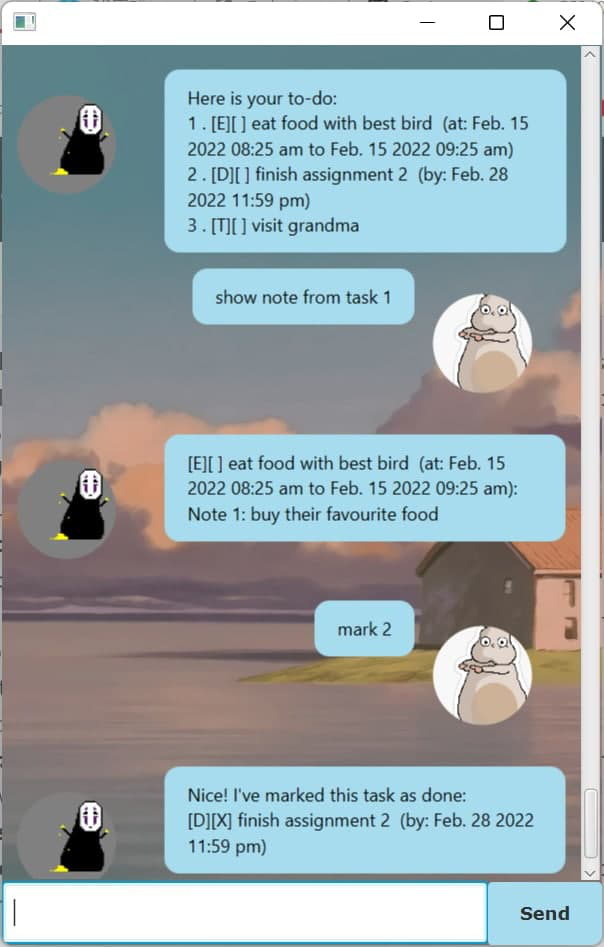 Here is your to-do:
1 . [E][ ] eat food with best bird  (at: Feb. 15
2022 08:25 am to Feb. 15 2022 09:25 am)
2 . [D][ ] finish assignment 2  (by: Feb. 28
2022 11:59 pm)
3 . [T][ ] visit grandma
show note from task 1
[E][ ] eat food with best bird  (at: Feb. 15
2022 08:25 am to Feb. 15 2022 09:25 am):
Note 1: buy their favourite food
mark 2
Nice! I've marked this task as done:
[D][X] finish assignment 2  (by: Feb. 28 2022
11:59 pm)
Send